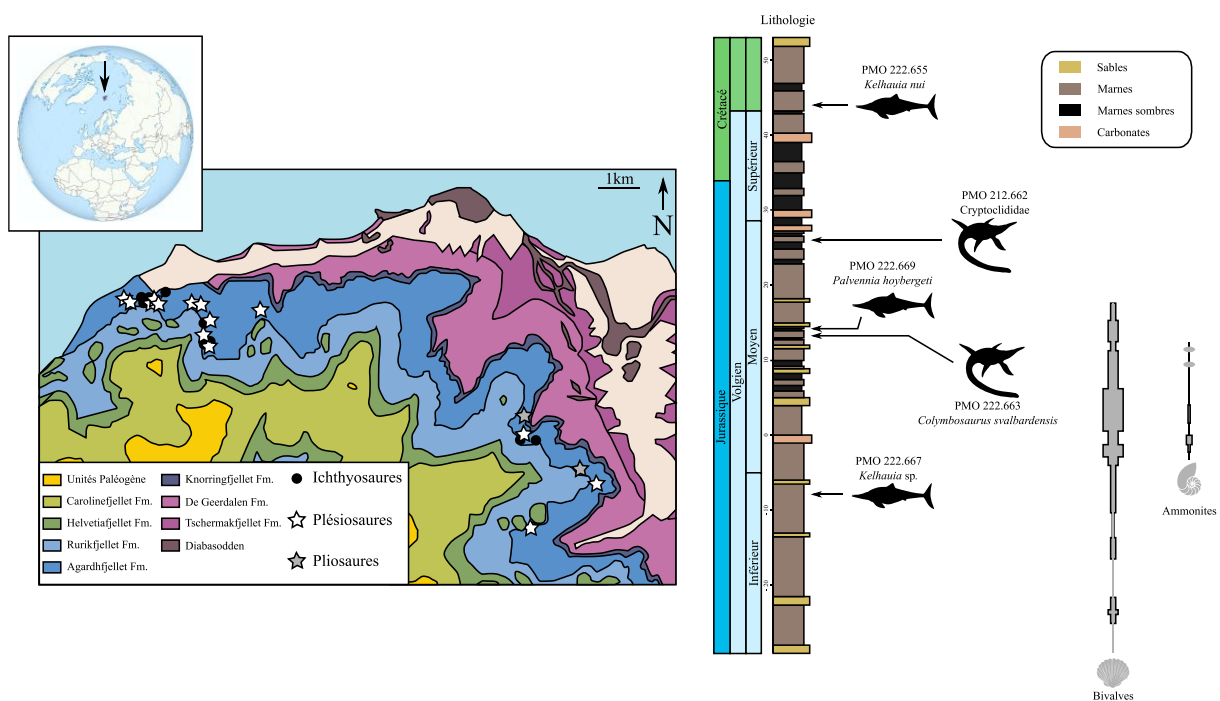 1km
N
Unités Paléogène
Carolinefjellet Fm.
Helvetiafjellet Fm.
Rurikfjellet Fm.
Agardhfjellet Fm.
Knorringfjellet Fm.
De Geerdalen Fm.
Tschermakfjellet Fm.
Diabasodden
Ichthyosaures
Plésiosaures
Pliosaures
Lithologie
Crétacé
Jurassique
Volgien
Supérieur
Moyen
Inférieur
50
40
30
20
10
0
-10
-20
PMO 222.655
Kelhauia nui
PMO 212.662
Cryptoclididae
PMO 222.669
Palvennia hoybergeti
PMO 222.663
Colymbosaurus svalbardensis
PMO 222.667
Kelhauia sp.
Sables
Marnes
Marnes sombres
Carbonates
Ammonites
Bivalves